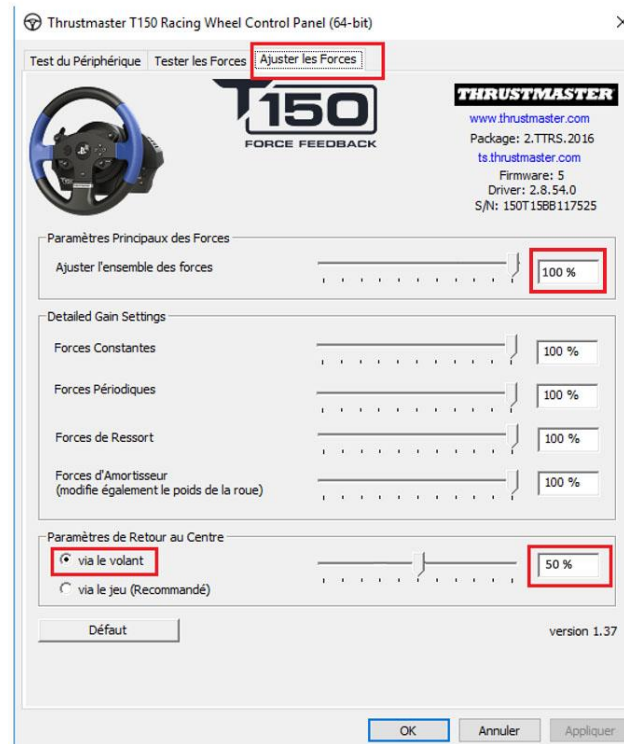 Thrustmaster T150 Racing Wheel Control Panel (64-bit)
Test du Périphérique Tester les Forces Ajuster les Forces
T150
FORCE FEEDBACK
THRUSTMASTER
www.thrustmaster.com
Package: 2.TTRS.2016
ts.thrustmaster.com
Firmware: 5
Driver: 2.8.54.0
S/N: 150T15BB117525
Paramètres Principaux des Forces
Ajuster l'ensemble des forces 100 %
Detailed Gain Settings
Forces Constantes 100 %
Forces Périodiques 100 %
Forces de Ressort 100 %
Forces d'Amortisseur
(modifie également le poids de la roue) 100 %
Paramètres de Retour au Centre
via le volant 50 %
via le jeu (Recommandé)
Défaut version 1.37
OK Annuler Appliquer